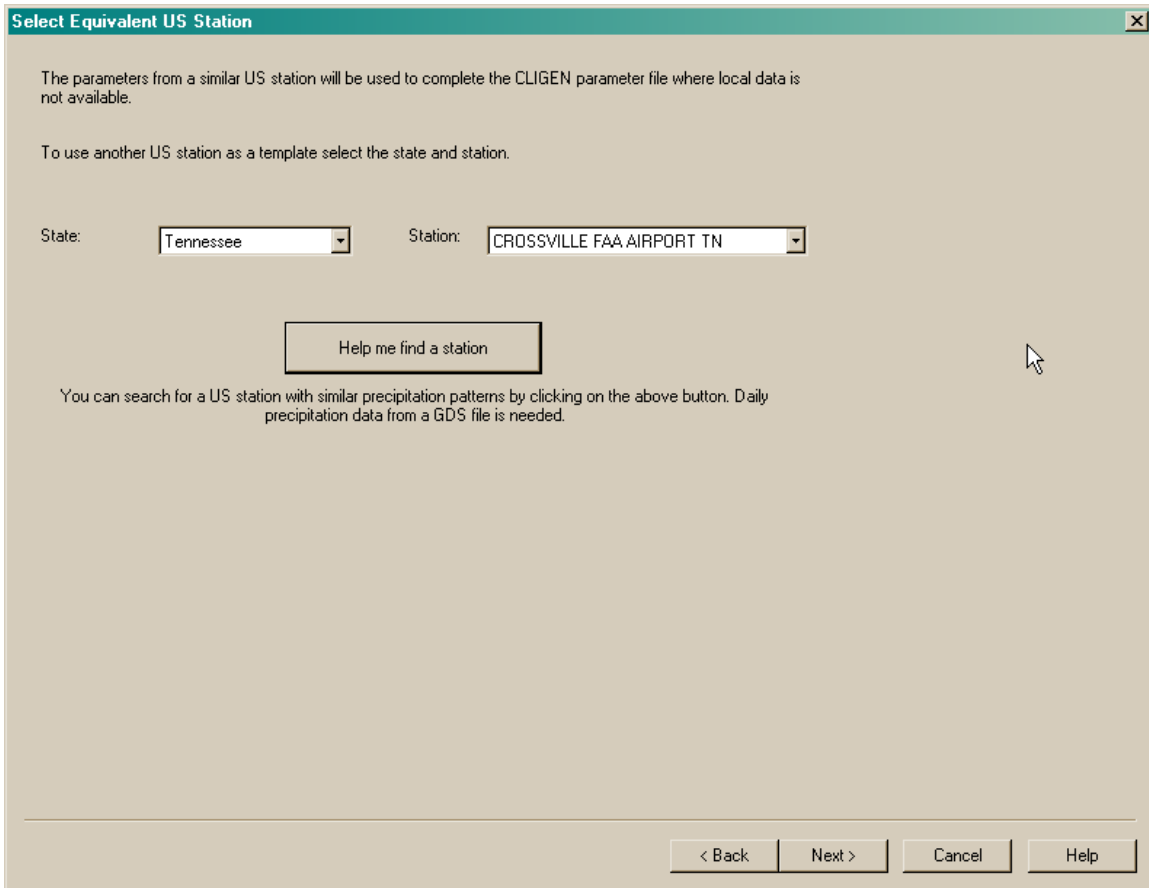 Select Equivalent US Station
The parameters from a similar US station will be used to complete the CLIGEN parameter file where local data is
not available.
To use another US station as a template select the state and station.
State: Tennessee Station: CROSSVILLE FAA AIRPORT TN
Help me find a station
You can search for a US station with similar precipitation patterns by clicking on the above button. Daily
precipitation data from a GDS file is needed.
< Back Next > Cancel Help